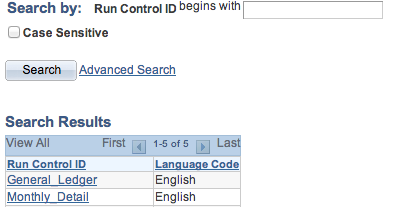 Search by: Run Control ID begins with
Case Sensitive
Search Advanced Search
Search Results
View All First 1-5 of 5 Last
Run Control ID Language Code
General_Ledger English
Monthly_Detail English